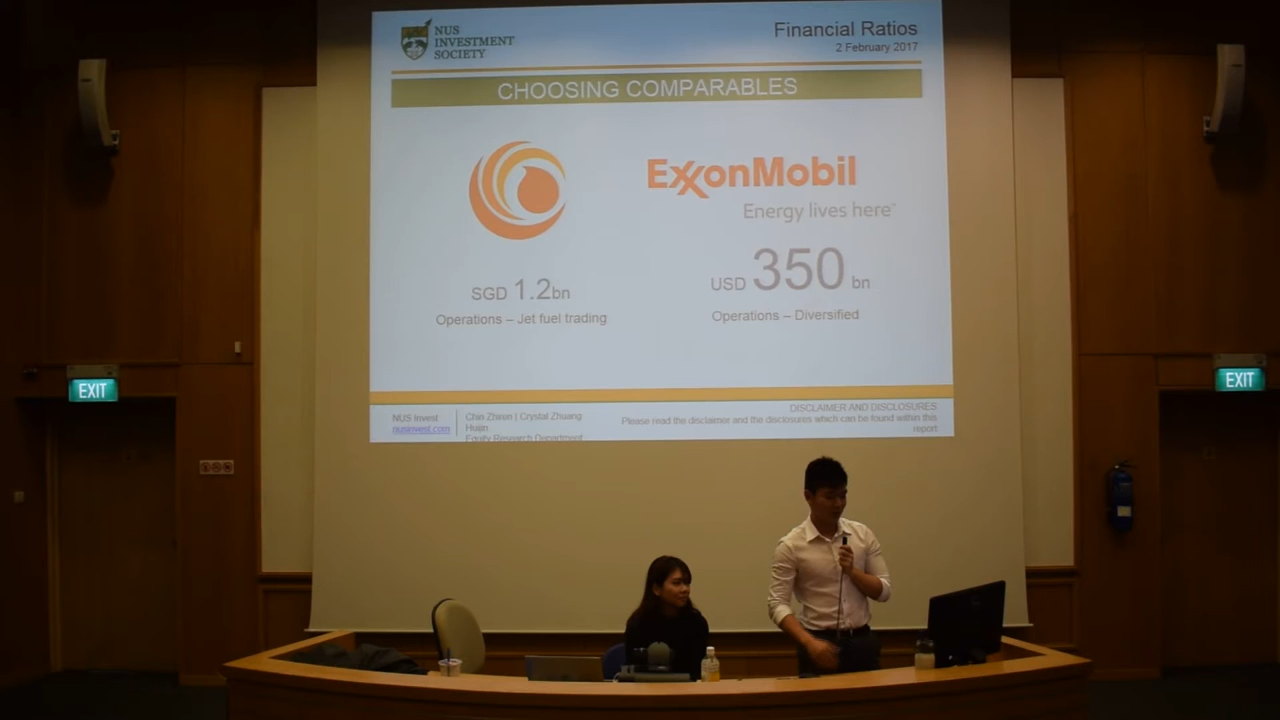 NUS
INVESTMENT
SOCIETY
Financial Ratios
2 February 2017
CHOOSING COMPARABLES
ExxonMobil
Energy lives here™
SGD 1.2bn
Operations – Jet fuel trading
USD 350 bn
Operations – Diversified
NUS Invest
nusinvest.com
Chin Zhiren | Crystal Zhuang
Huijin
Equity Research Department
DISCLAIMER AND DISCLOSURES
Please read the disclaimer and the disclosures which can be found within this
report
EXIT
EXIT